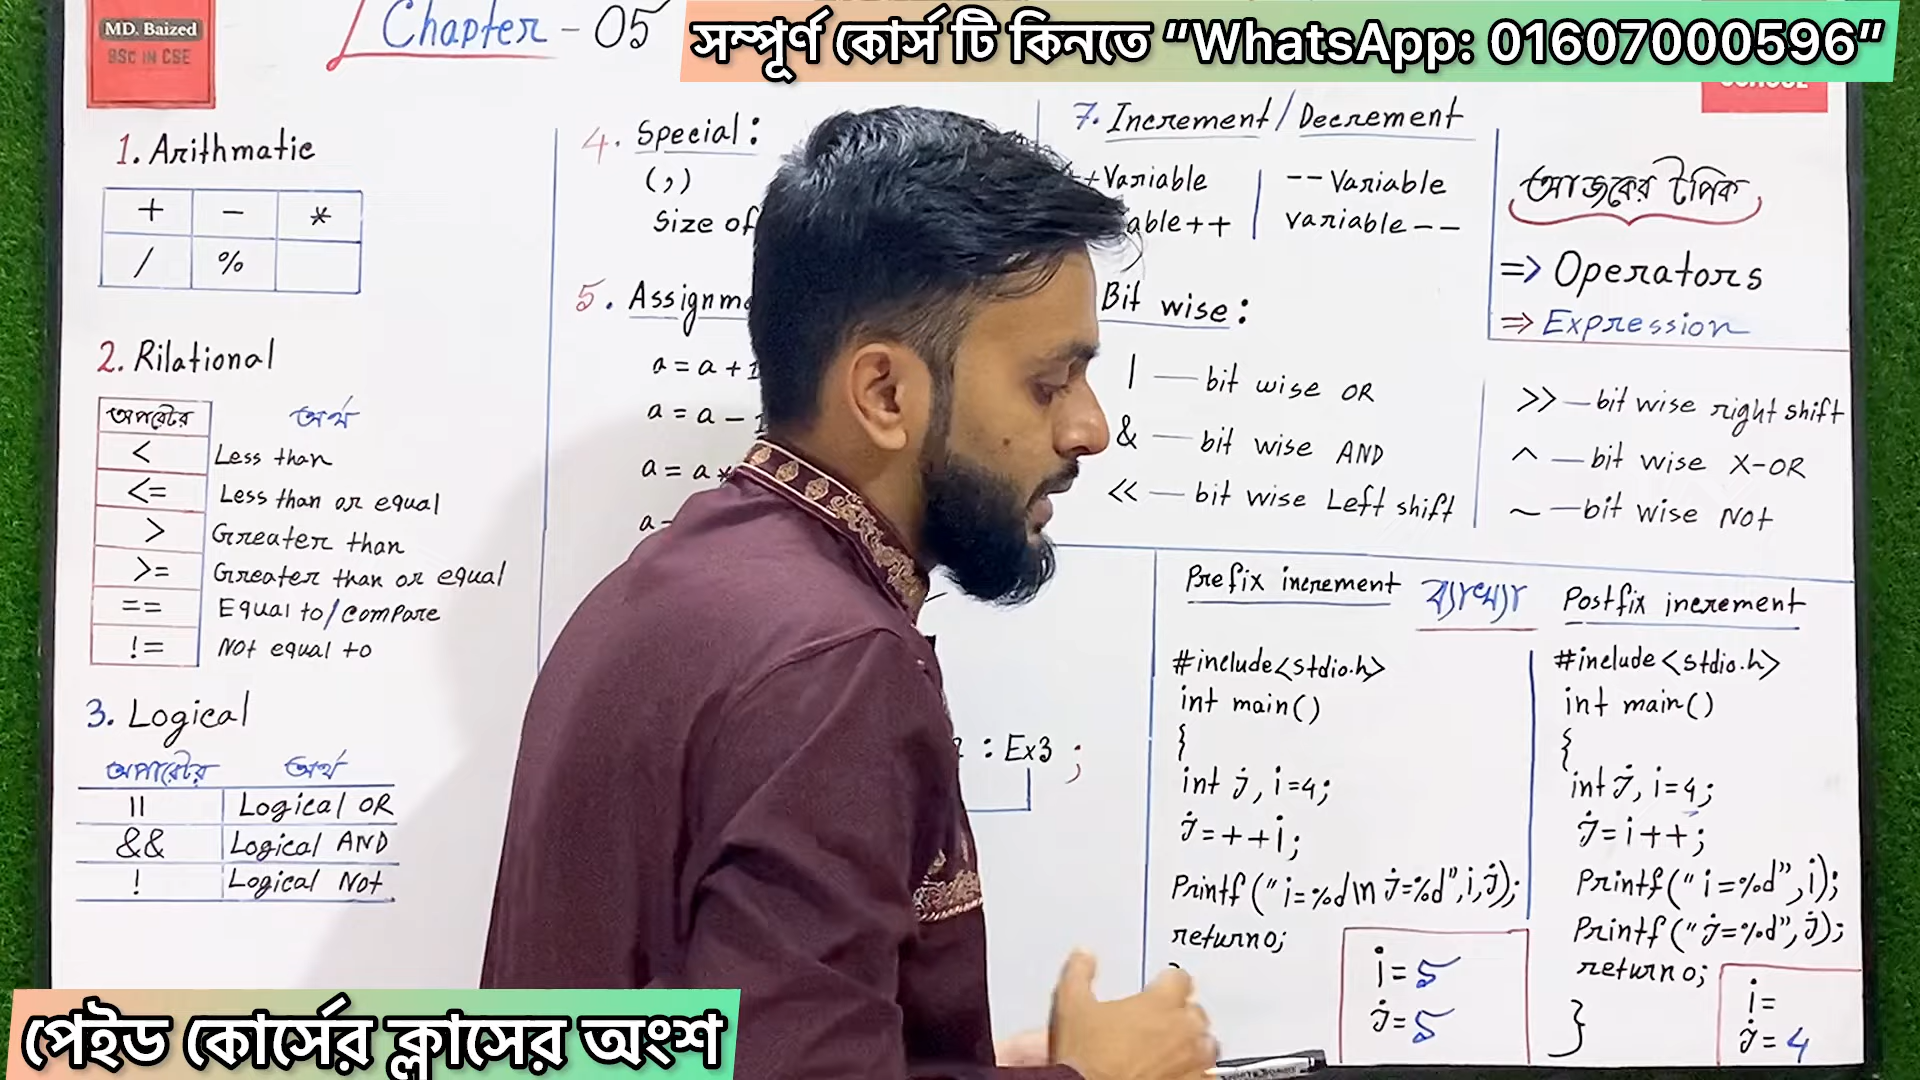 MD. Baized
BSc IN CSE
Chapter - 05
সম্পূর্ণ কোর্স টি কিনতে “WhatsApp: 01607000596”
SCHOOL
1. Arithmatic
+ - *
/ %
2. Rilational
অপরেটর অর্থ
< Less than
<= Less than or equal
> Greater than
>= Greater than or equal
== Equal to/compare
!= Not equal to
3. Logical
অপারেটর অর্থ
|| Logical OR
&& Logical AND
! Logical Not
4. Special:
(,)
Size of
5. Assignm
a = a + 1
a = a -
a = a *
a -
: Ex3 ;
7. Increment/Decrement
+Variable --Variable
able++ variable--
Bit wise:
| — bit wise OR
& — bit wise AND
<< — bit wise Left shift
>> — bit wise right shift
^ — bit wise X-OR
~ — bit wise Not
আজকের টপিক
=> Operators
=> Expression
Prefix increment ব্যাখ্যা Postfix increment
#include<stdio.h>
int main()
{
int j, i=4;
j=++i;
Printf("i=%d\n j=%d",i,j);
return 0;
i=5
j=5
#include<stdio.h>
int main()
{
int j, i=4;
j=i++;
Printf("i=%d",i);
Printf("j=%d",j);
return 0;
}
i=
j=4
পেইড কোর্সের ক্লাসের অংশ